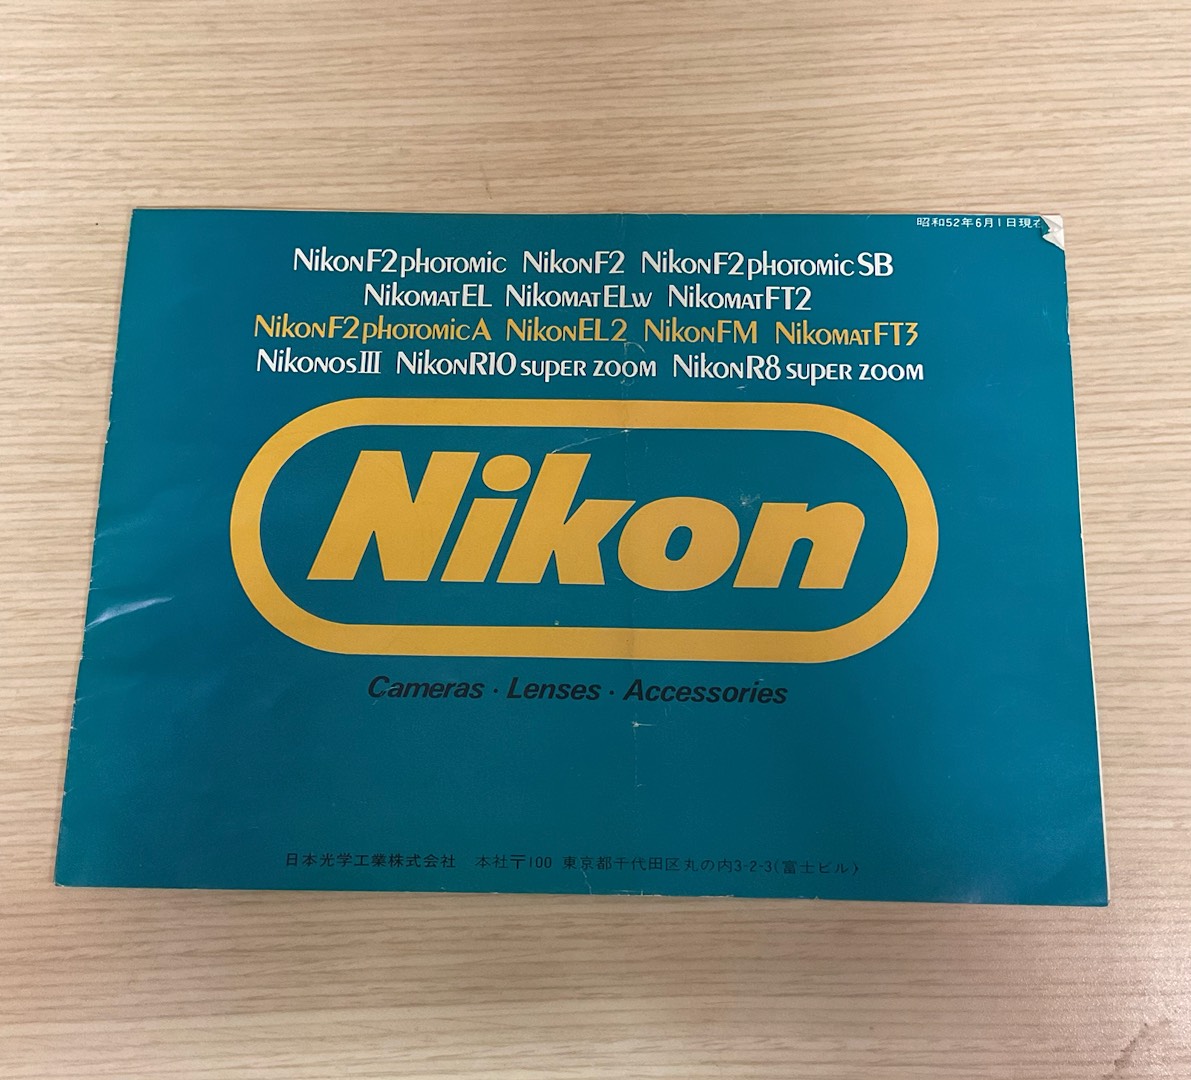 昭和52年6月1日現在
Nikon F2 photomic Nikon F2 Nikon F2 photomic SB
Nikomat EL Nikomat ELw Nikomat FT2
Nikon F2 photomic A Nikon EL2 Nikon FM Nikomat FT3
Nikonos III Nikon R10 super zoom Nikon R8 super zoom
Nikon
Cameras · Lenses · Accessories
日本光学工業株式会社 本社〒100 東京都千代田区丸の内3-2-3(富士ビル)